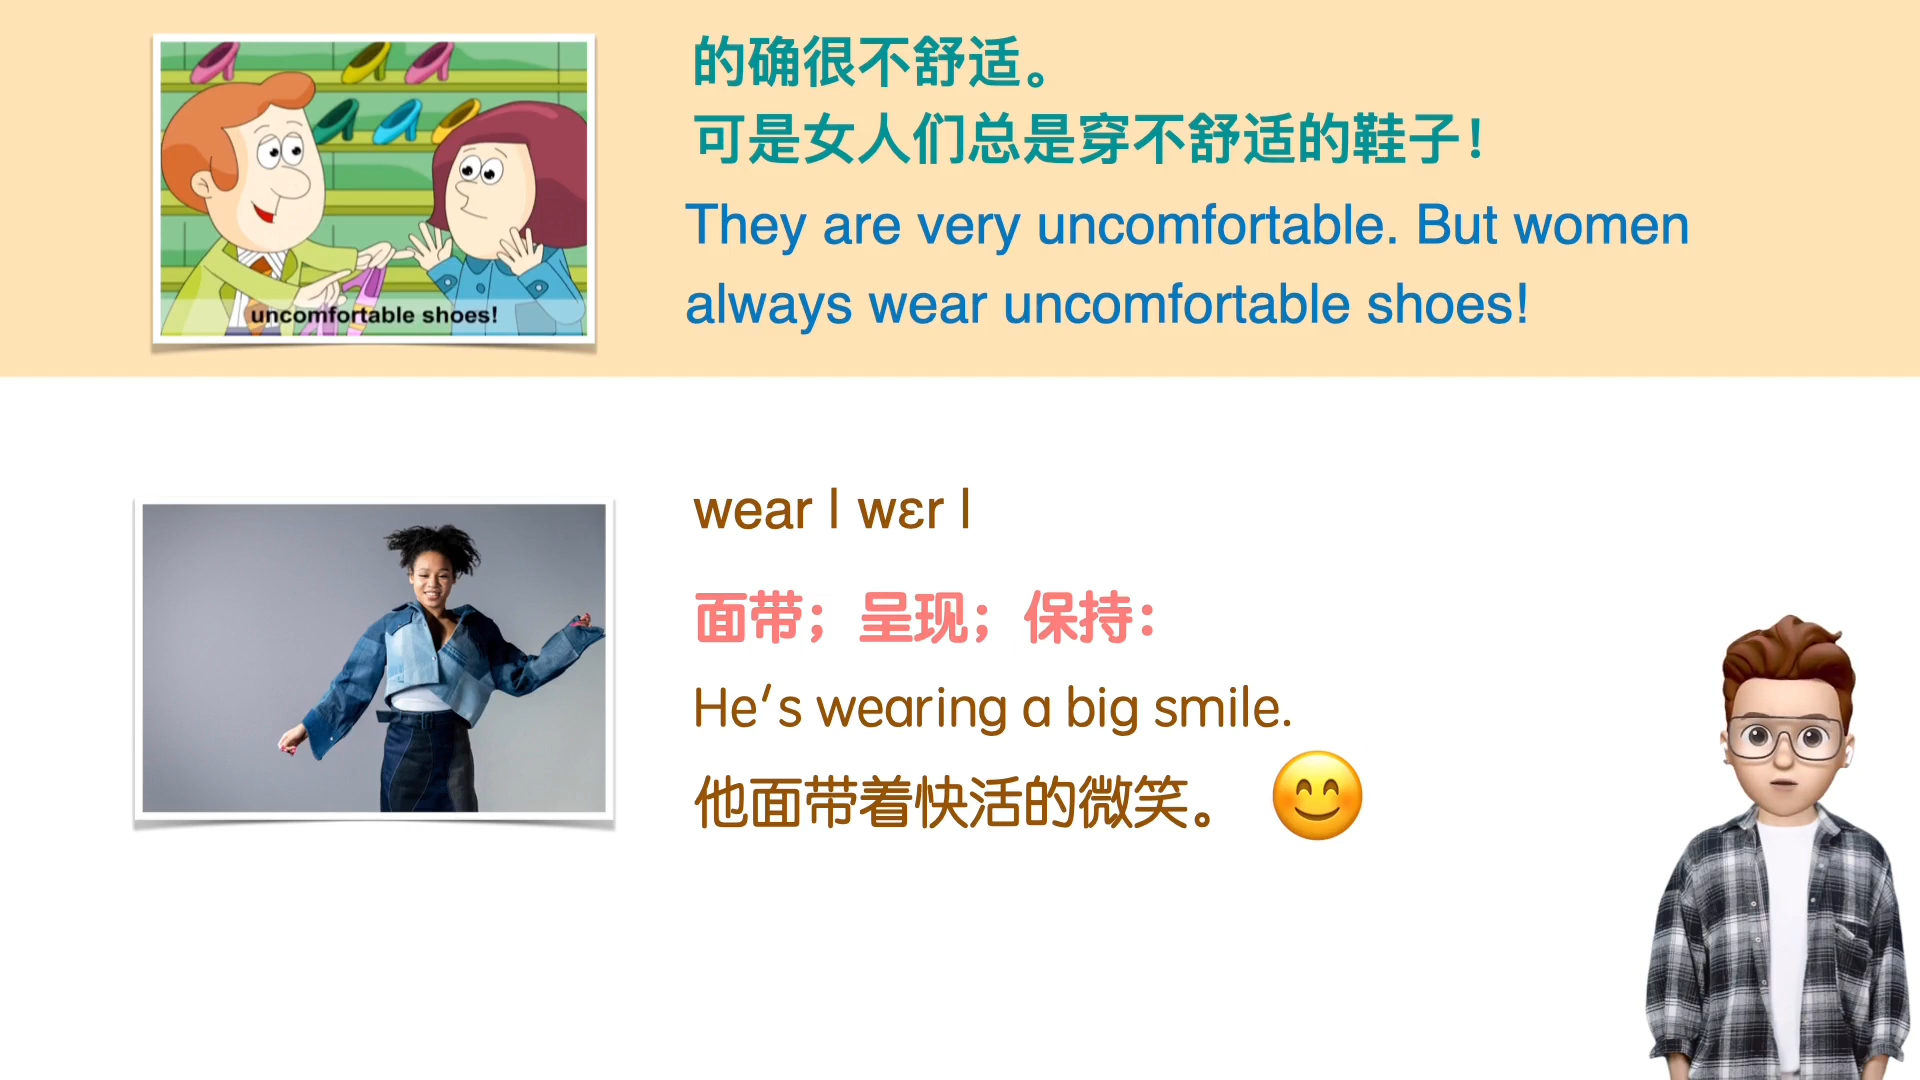 的确很不舒适。
可是女人们总是穿不舒适的鞋子！
They are very uncomfortable. But women
always wear uncomfortable shoes!
uncomfortable shoes!
wear | wɛr |
面带；呈现；保持：
He's wearing a big smile.
他面带着快活的微笑。